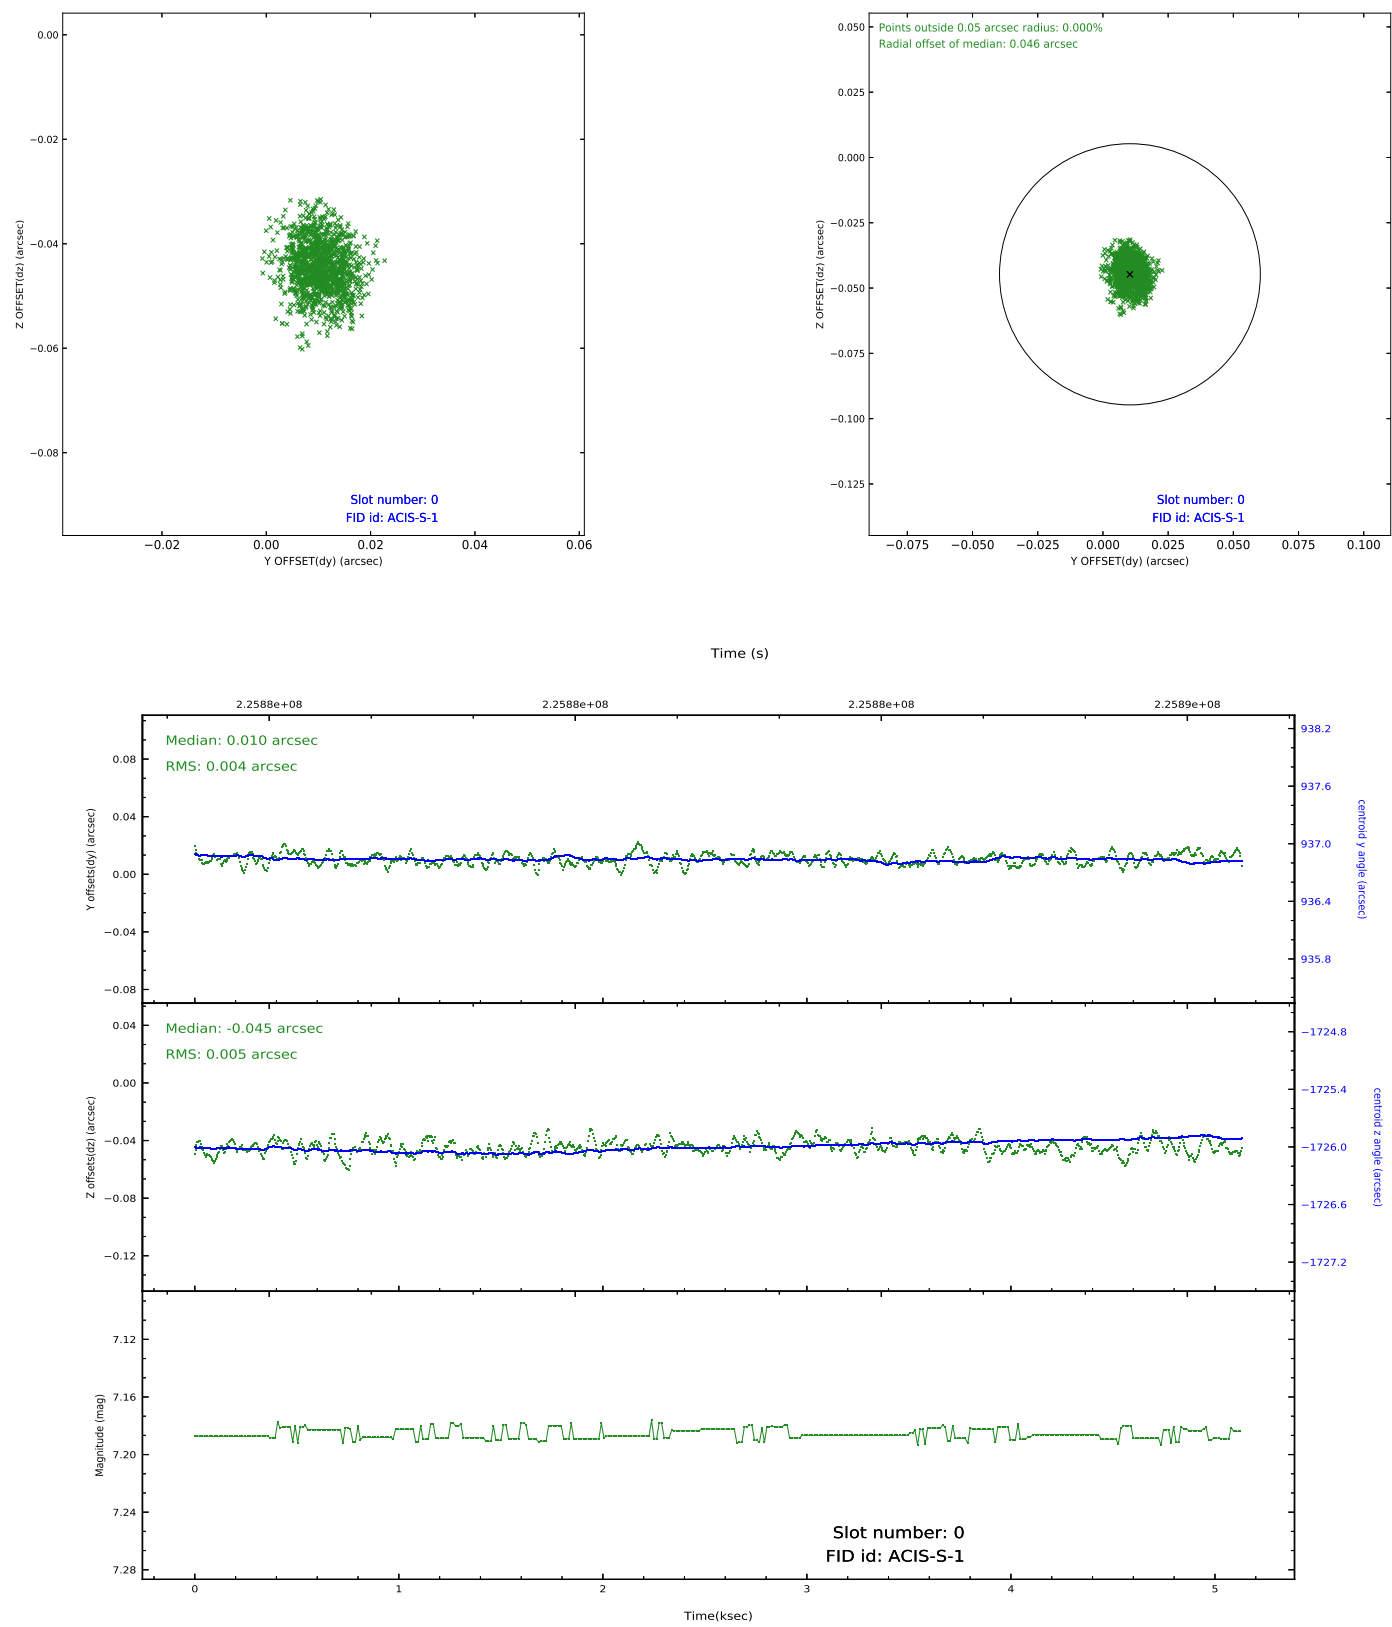 0.00
−0.02
−0.04
−0.06
−0.08
Z OFFSET(dz) (arcsec)
Slot number: 0
FID id: ACIS-S-1
−0.02 0.00 0.02 0.04 0.06
Y OFFSET(dy) (arcsec)
Points outside 0.05 arcsec radius: 0.000%
Radial offset of median: 0.046 arcsec
0.050
0.025
0.000
−0.025
−0.050
−0.075
−0.100
−0.125
Z OFFSET(dz) (arcsec)
Slot number: 0
FID id: ACIS-S-1
−0.075 −0.050 −0.025 0.000 0.025 0.050 0.075 0.100
Y OFFSET(dy) (arcsec)
Time (s)
2.2588e+08 2.2588e+08 2.2588e+08 2.2589e+08
Median: 0.010 arcsec
RMS: 0.004 arcsec
0.08
0.04
0.00
−0.04
−0.08
Y offsets(dy) (arcsec)
938.2
937.6
937.0
936.4
935.8
centroid y angle (arcsec)
Median: -0.045 arcsec
RMS: 0.005 arcsec
0.04
0.00
−0.04
−0.08
−0.12
Z offsets(dz) (arcsec)
−1724.8
−1725.4
−1726.0
−1726.6
−1727.2
centroid z angle (arcsec)
7.12
7.16
7.20
7.24
7.28
Magnitude (mag)
Slot number: 0
FID id: ACIS-S-1
0 1 2 3 4 5
Time(ksec)